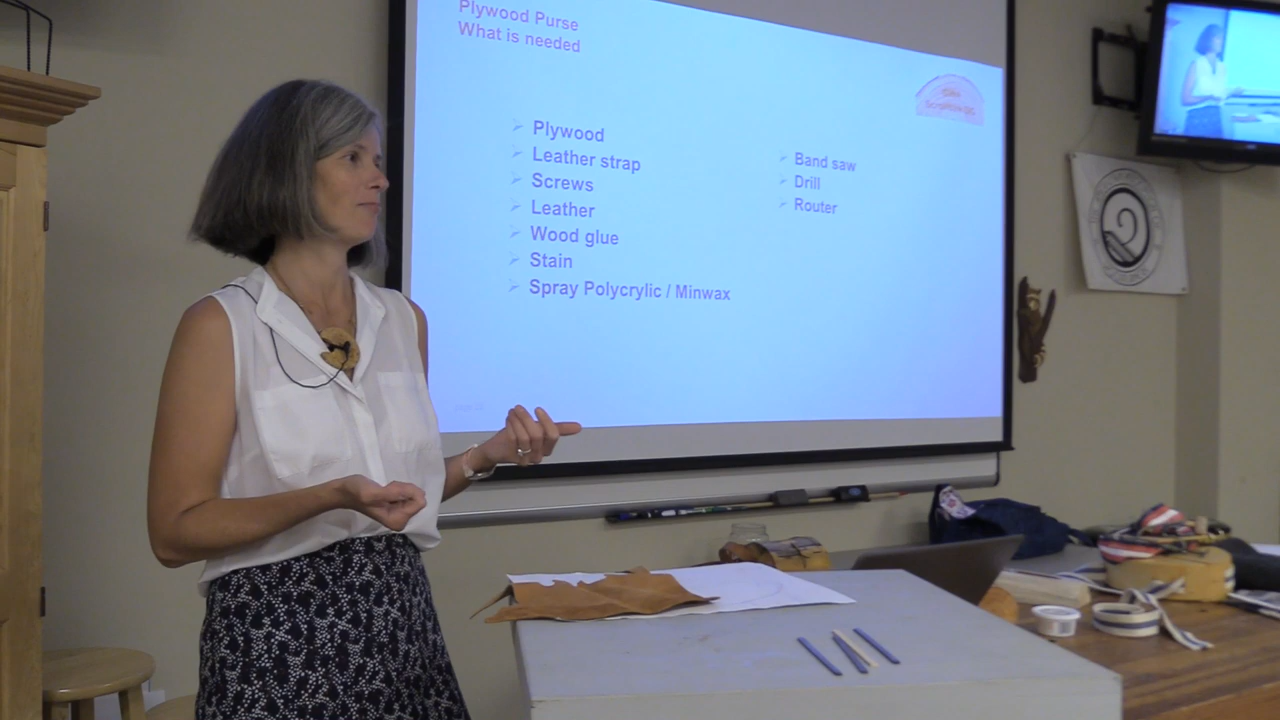 Plywood Purse
What is needed
➢ Plywood
➢ Leather strap
➢ Screws
➢ Leather
➢ Wood glue
➢ Stain
➢ Spray Polycrylic / Minwax
➢ Band saw
➢ Drill
➢ Router